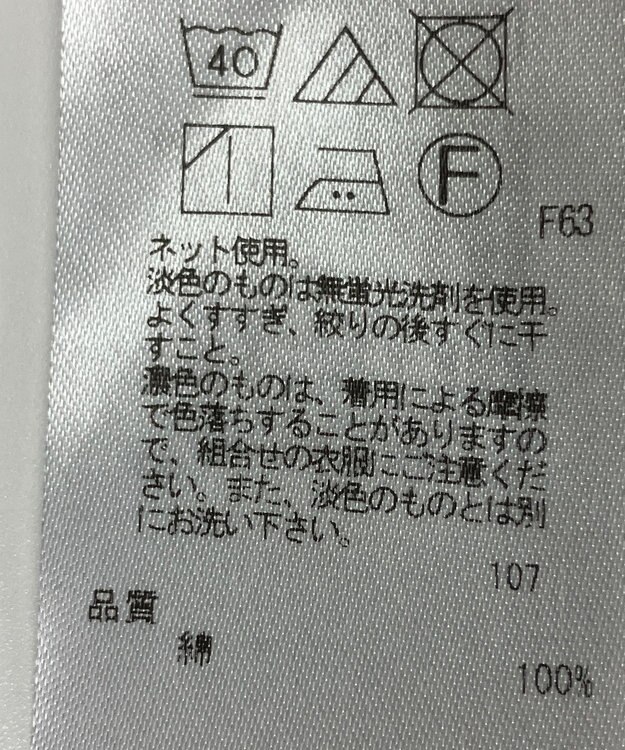 40
F
F63
ネット使用。
淡色のものは無蛍光洗剤を使用。
よくすすぎ、絞りの後すぐに干
すこと。
濃色のものは、着用による摩擦
で色落ちすることがありますの
で、組合せの衣服にご注意くだ
さい。また、淡色のものとは別
にお洗い下さい。
107
品質
綿
100%